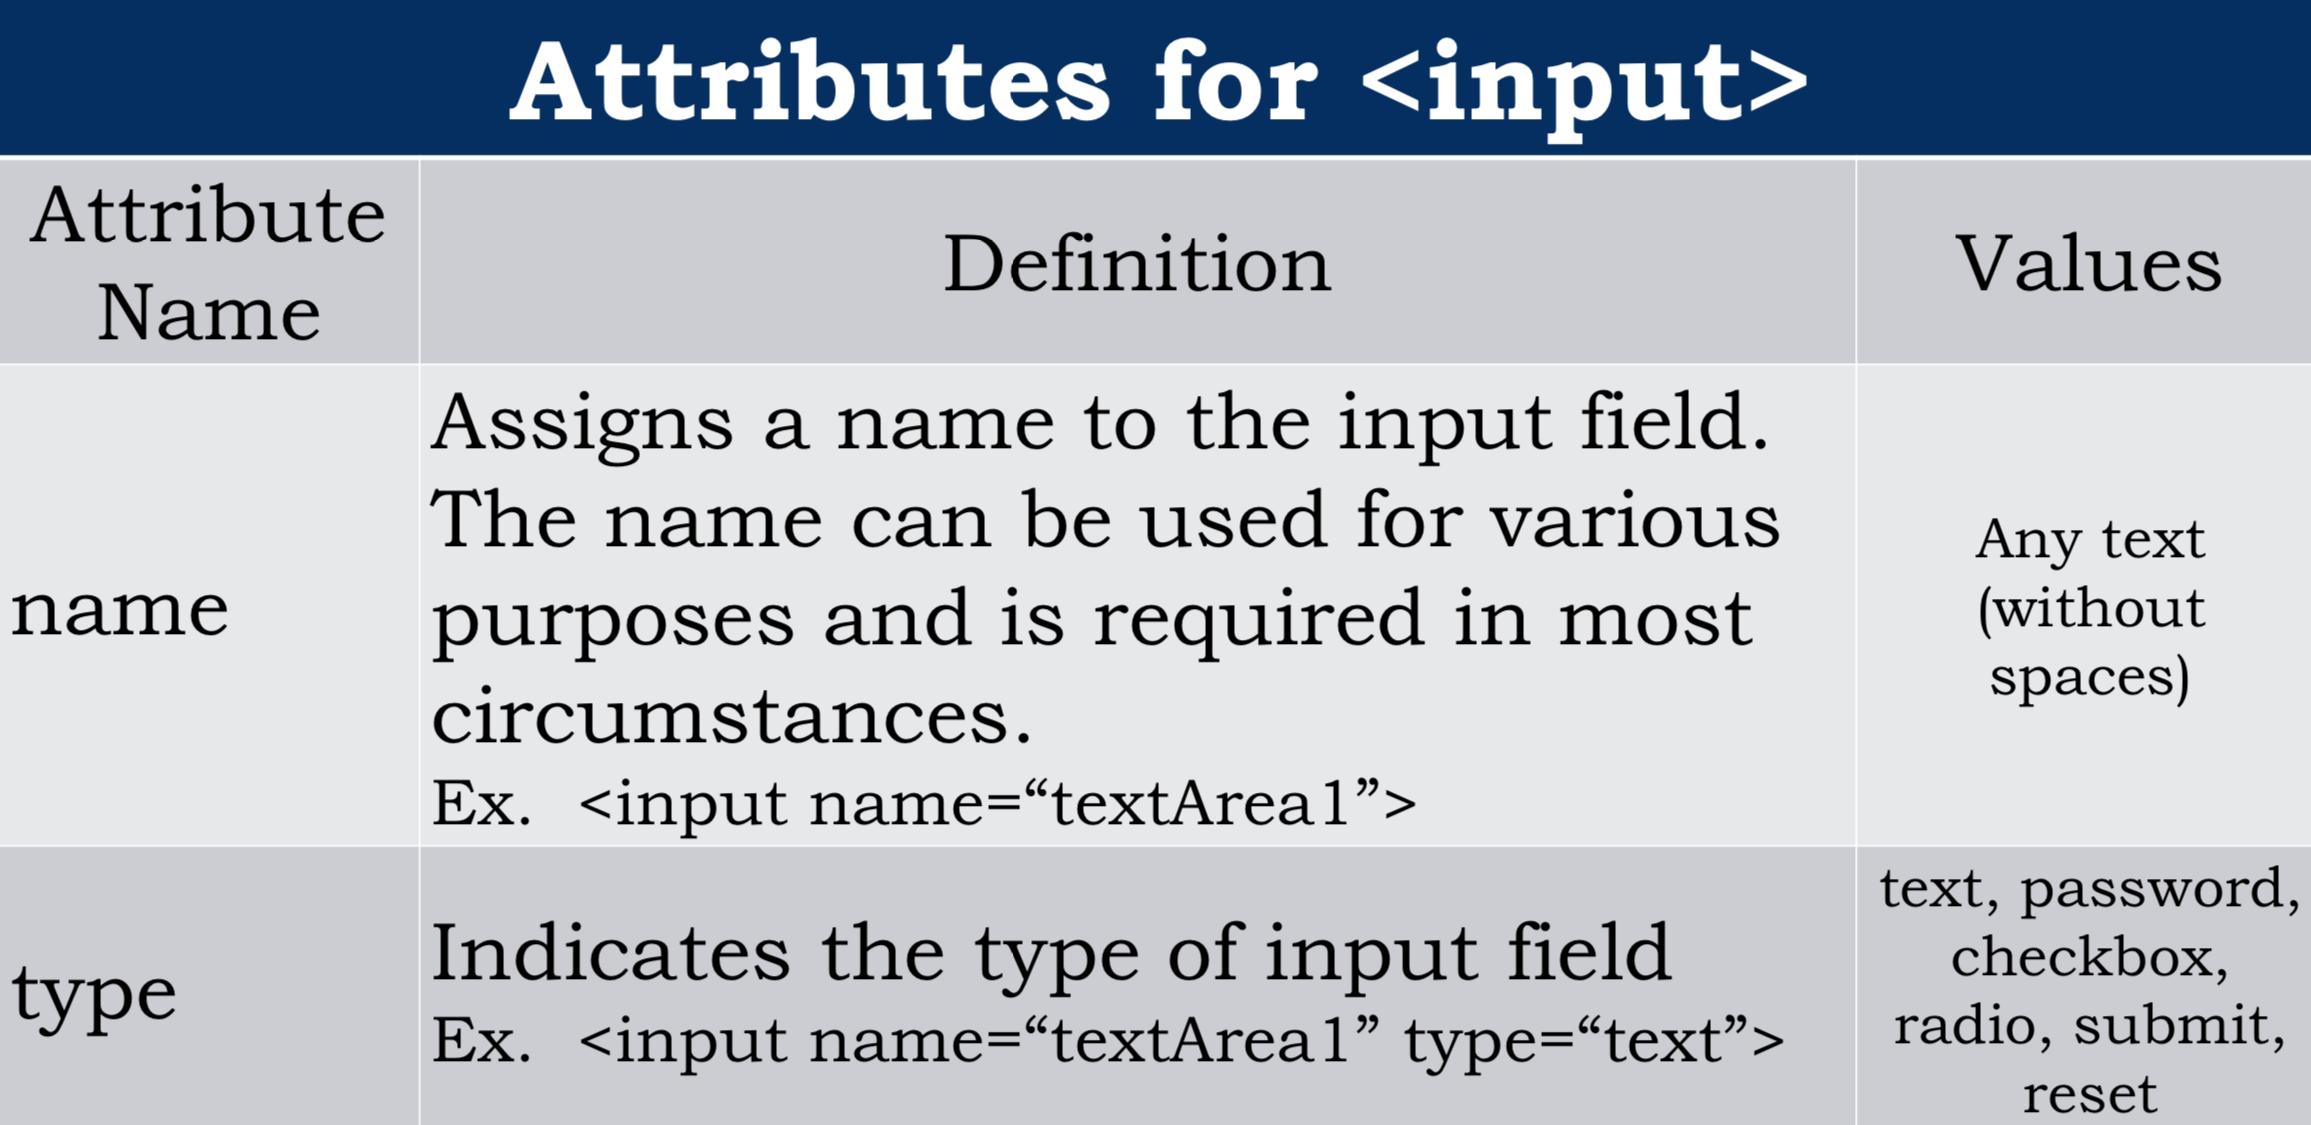 Attributes for <input>
Attribute
Name
Definition
Values
name
Assigns a name to the input field.
The name can be used for various
purposes and is required in most
circumstances.
Ex.  <input name=“textArea1”>
Any text
(without
spaces)
type
Indicates the type of input field
Ex.  <input name=“textArea1” type=“text”>
text, password,
checkbox,
radio, submit,
reset